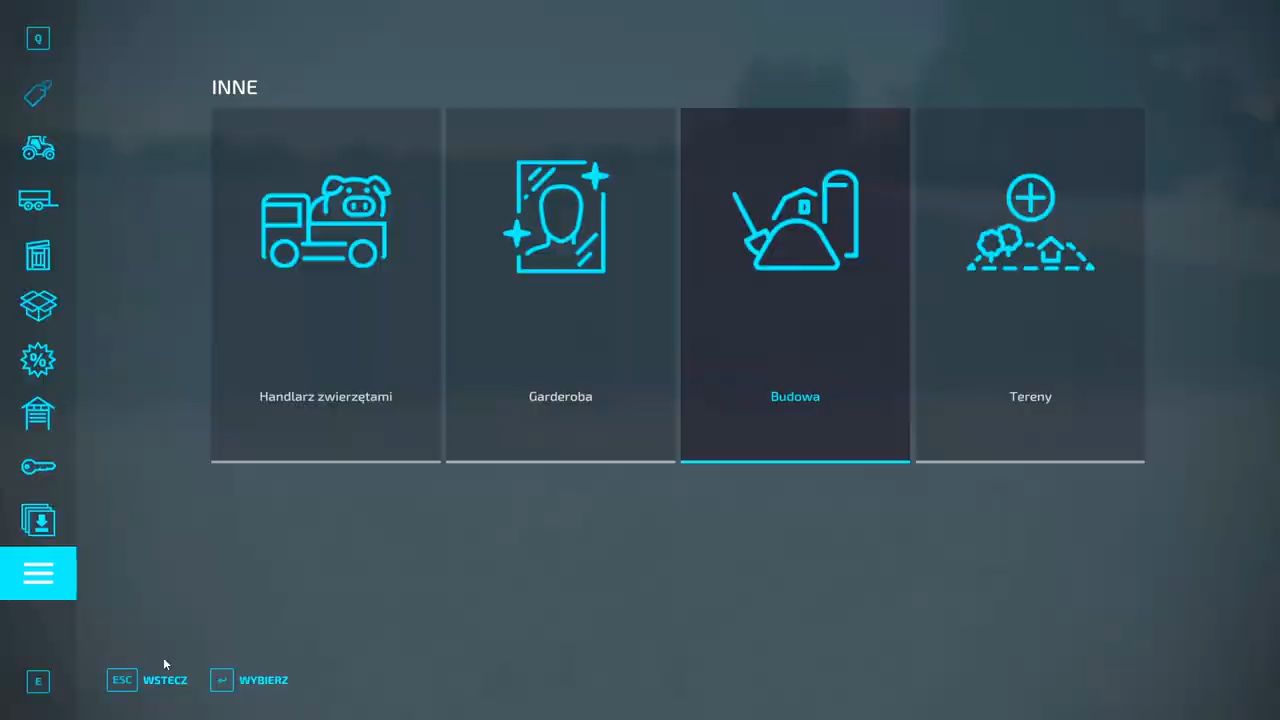 Q
INNE
Handlarz zwierzętami
Garderoba
Budowa
Tereny
%
E
ESC WSTECZ
↵ WYBIERZ